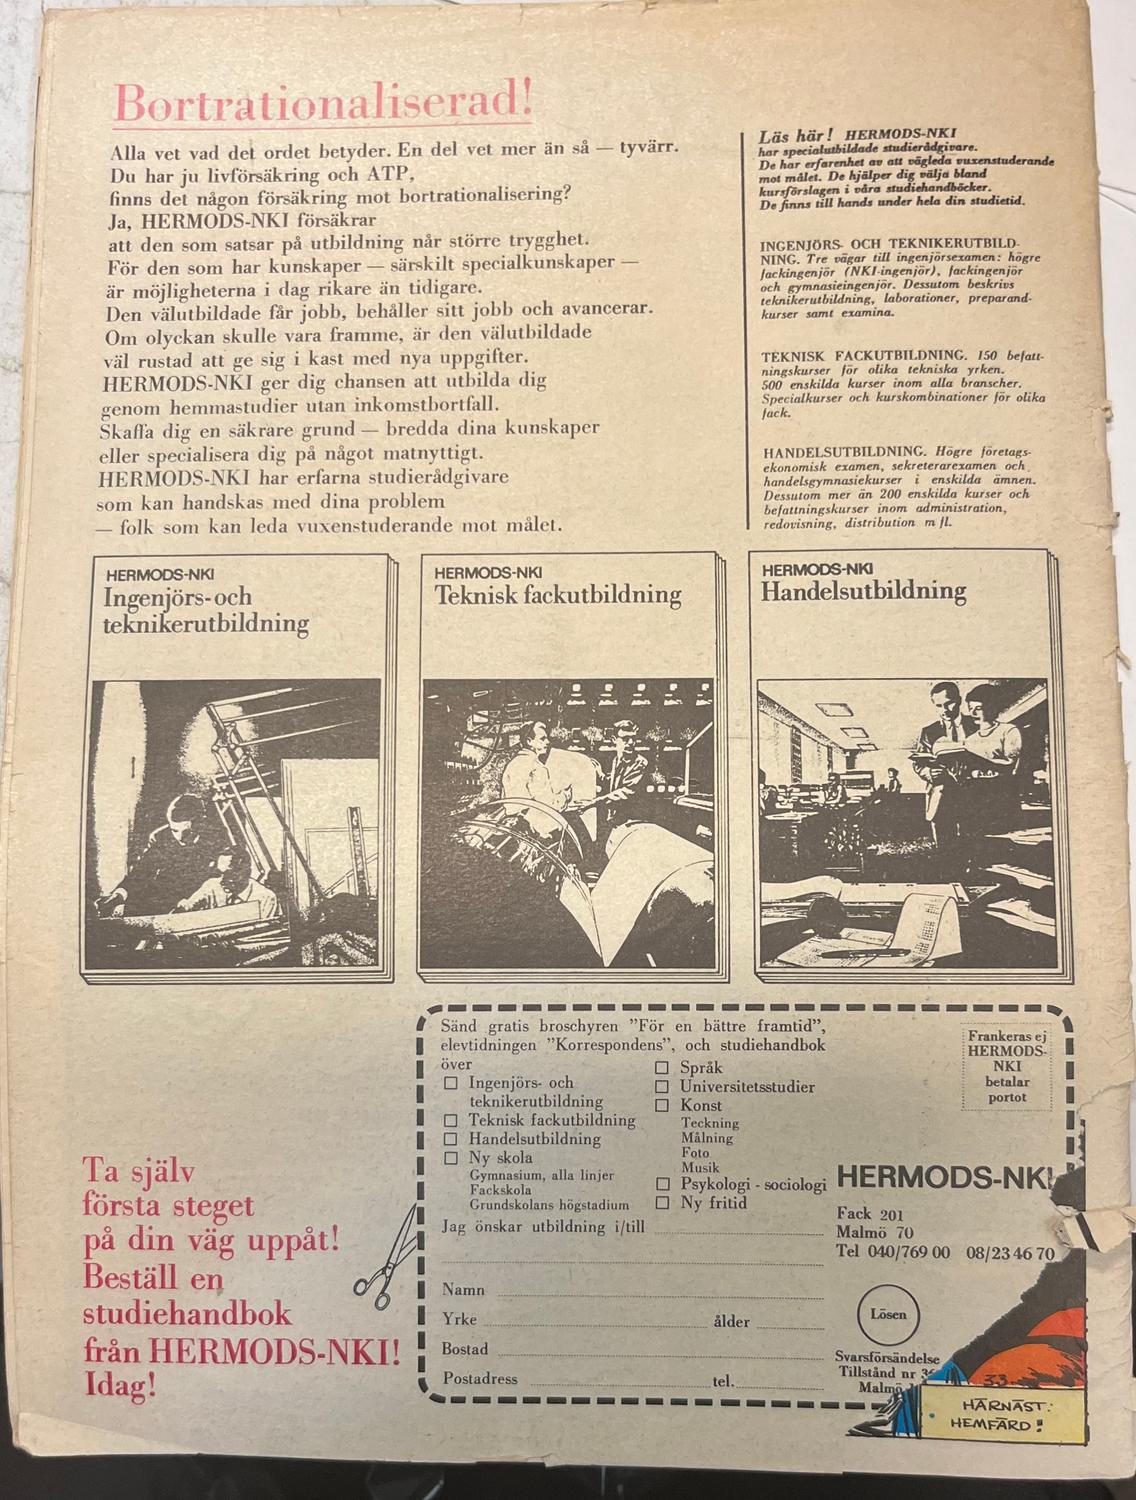 Bortrationaliserad!
Alla vet vad det ordet betyder. En del vet mer än så — tyvärr.
Du har ju livförsäkring och ATP,
finns det någon försäkring mot bortrationalisering?
Ja, HERMODS-NKI försäkrar
att den som satsar på utbildning når större trygghet.
För den som har kunskaper — särskilt specialkunskaper —
är möjligheterna i dag rikare än tidigare.
Den välutbildade får jobb, behåller sitt jobb och avancerar.
Om olyckan skulle vara framme, är den välutbildade
väl rustad att ge sig i kast med nya uppgifter.
HERMODS-NKI ger dig chansen att utbilda dig
genom hemmastudier utan inkomstbortfall.
Skaffa dig en säkrare grund — bredda dina kunskaper
eller specialisera dig på något matnyttigt.
HERMODS-NKI har erfarna studierådgivare
som kan handskas med dina problem
— folk som kan leda vuxenstuderande mot målet.
Läs här! HERMODS-NKI
har specialutbildade studierådgivare.
De har erfarenhet av att vägleda vuxenstuderande
mot målet. De hjälper dig välja bland
kursförslagen i våra studiehandböcker.
De finns till hands under hela din studietid.
INGENJÖRS- OCH TEKNIKERUTBILD-
NING. Tre vägar till ingenjörsexamen: högre
fackingenjör (NKI-ingenjör), fackingenjör
och gymnasieingenjör. Dessutom beskrivs
teknikerutbildning, laborationer, preparand-
kurser samt examina.
TEKNISK FACKUTBILDNING. 150 befatt-
ningskurser för olika tekniska yrken.
500 enskilda kurser inom alla branscher.
Specialkurser och kurskombinationer för olika
fack.
HANDELSUTBILDNING. Högre företags-
ekonomisk examen, sekreterarexamen och
handelsgymnasiekurser i enskilda ämnen.
Dessutom mer än 200 enskilda kurser och
befattningskurser inom administration,
redovisning, distribution m fl.
HERMODS-NKI
Ingenjörs- och
teknikerutbildning
HERMODS-NKI
Teknisk fackutbildning
HERMODS-NKI
Handelsutbildning
Ta själv
första steget
på din väg uppåt!
Beställ en
studiehandbok
från HERMODS-NKI!
Idag!
Sänd gratis broschyren ”För en bättre framtid”,
elevtidningen ”Korrespondens”, och studiehandbok
över
Ingenjörs- och
teknikerutbildning
Teknisk fackutbildning
Handelsutbildning
Ny skola
Gymnasium, alla linjer
Fackskola
Grundskolans högstadium
Språk
Universitetsstudier
Konst
Teckning
Målning
Foto
Musik
Psykologi - sociologi
Ny fritid
Jag önskar utbildning i/till
Namn
Yrke ålder
Bostad
Postadress tel.
Frankeras ej
HERMODS-
NKI
betalar
portot
HERMODS-NKI
Fack 201
Malmö 70
Tel 040/769 00 08/23 46 70
Lösen
Svarsförsändelse
Tillstånd nr
Malmö
33
HÄRNÄST:
HEMFÄRD!